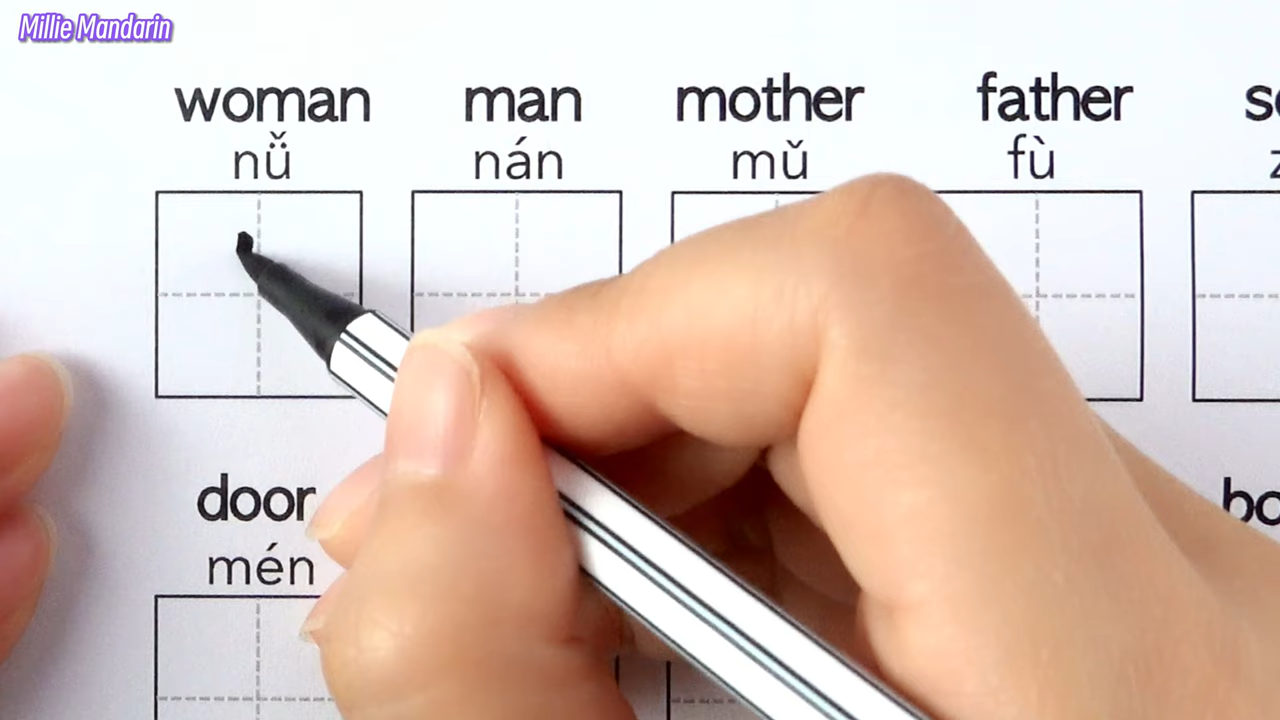 Millie Mandarin
woman man mother father
nǚ nán mǔ fù
door
mén